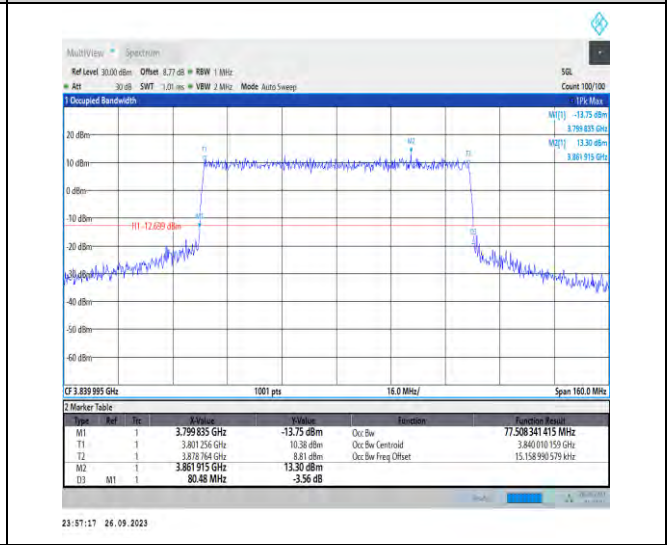 MultiView Spectrum
Ref Level 30.00 dBm Offset 8.77 dB RBW 1 MHz SGL
Att 30 dB SWT 1.01 ms VBW 2 MHz Mode Auto Sweep Count 100/100
1 Occupied Bandwidth 1Pk Max
M1[1] -13.75 dBm
3.799 835 GHz
20 dBm
M2[1] 13.30 dBm
3.861 915 GHz
M2
T1
T2
10 dBm
0 dBm
-10 dBm
M1
H1 -12.699 dBm
D3
-20 dBm
-30 dBm
-40 dBm
-50 dBm
-60 dBm
CF 3.839 995 GHz 1001 pts 16.0 MHz/ Span 160.0 MHz
2 Marker Table
Type Ref Trc X-Value Y-Value Function Function Result
M1 1 3.799 835 GHz -13.75 dBm Occ Bw 77.508 341 415 MHz
T1 1 3.801 256 GHz 10.38 dBm Occ Bw Centroid 3.840 010 159 GHz
T2 1 3.878 764 GHz 8.81 dBm Occ Bw Freq Offset 15.158 990 579 kHz
M2 1 3.861 915 GHz 13.30 dBm
D3 M1 1 80.48 MHz -3.56 dB
23:57:17 26.09.2023